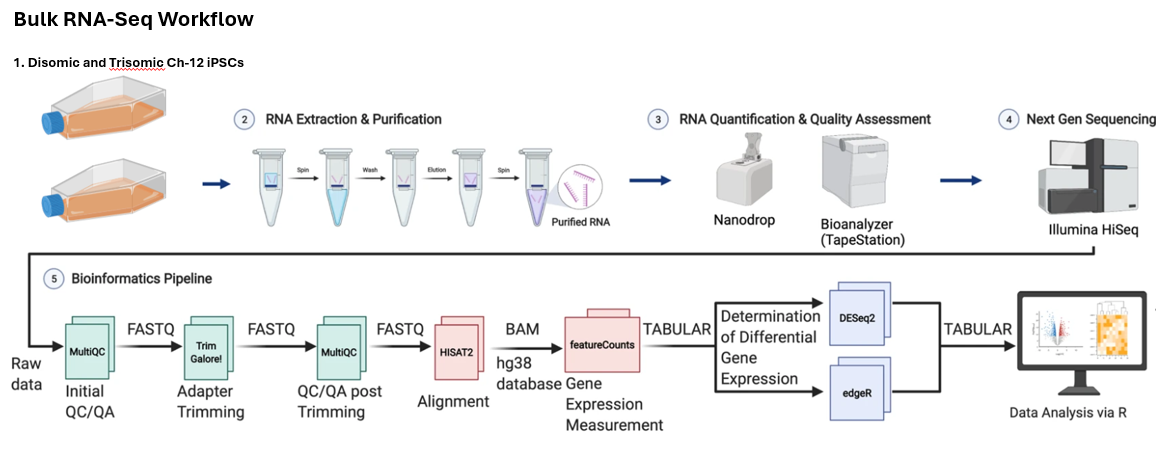 Bulk RNA-Seq Workflow
1. Disomic and Trisomic Ch-12 iPSCs
2 RNA Extraction & Purification
Spin
Wash
Elution
Spin
Purified RNA
3 RNA Quantification & Quality Assessment
Nanodrop
Bioanalyzer
(TapeStation)
4 Next Gen Sequencing
Illumina HiSeq
5 Bioinformatics Pipeline
Raw
data
MultiQC
Initial
QC/QA
FASTQ
Trim
Galore!
Adapter
Trimming
FASTQ
MultiQC
QC/QA post
Trimming
FASTQ
HISAT2
Alignment
BAM
hg38
database
featureCounts
Gene
Expression
Measurement
TABULAR
Determination
of Differential
Gene
Expression
DESeq2
edgeR
TABULAR
Data Analysis via R